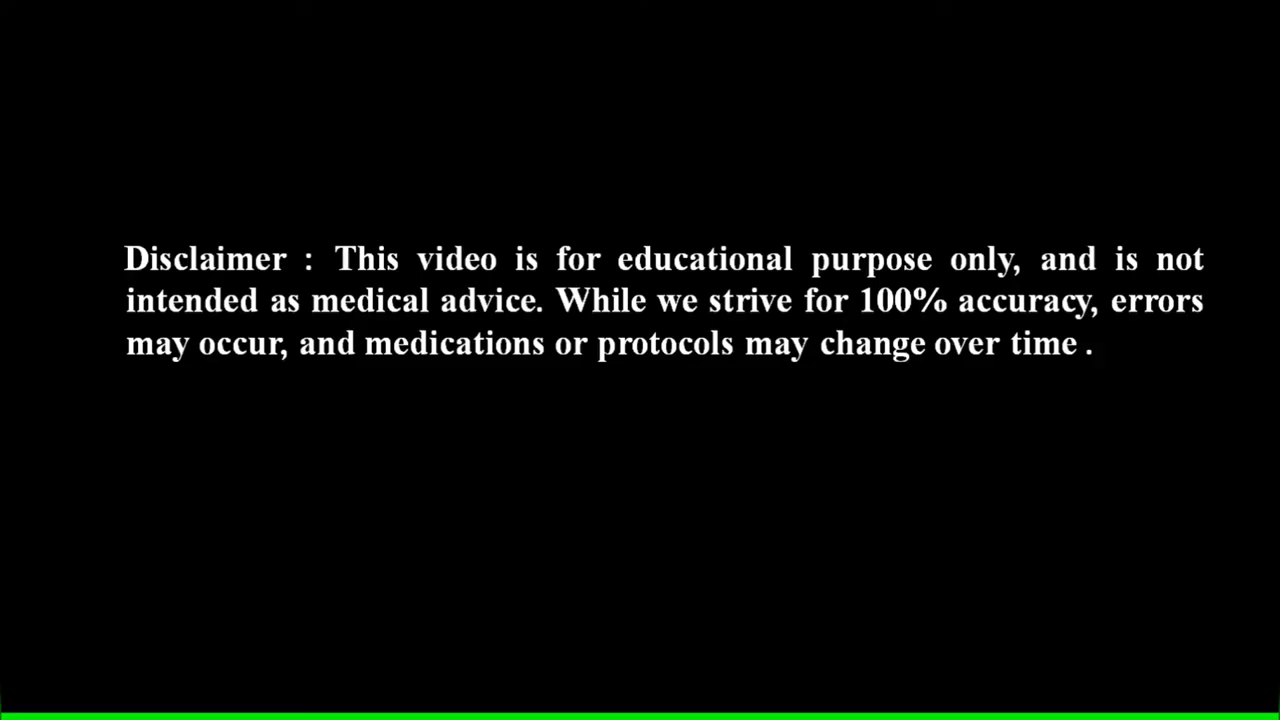 Disclaimer : This video is for educational purpose only, and is not
intended as medical advice. While we strive for 100% accuracy, errors
may occur, and medications or protocols may change over time .